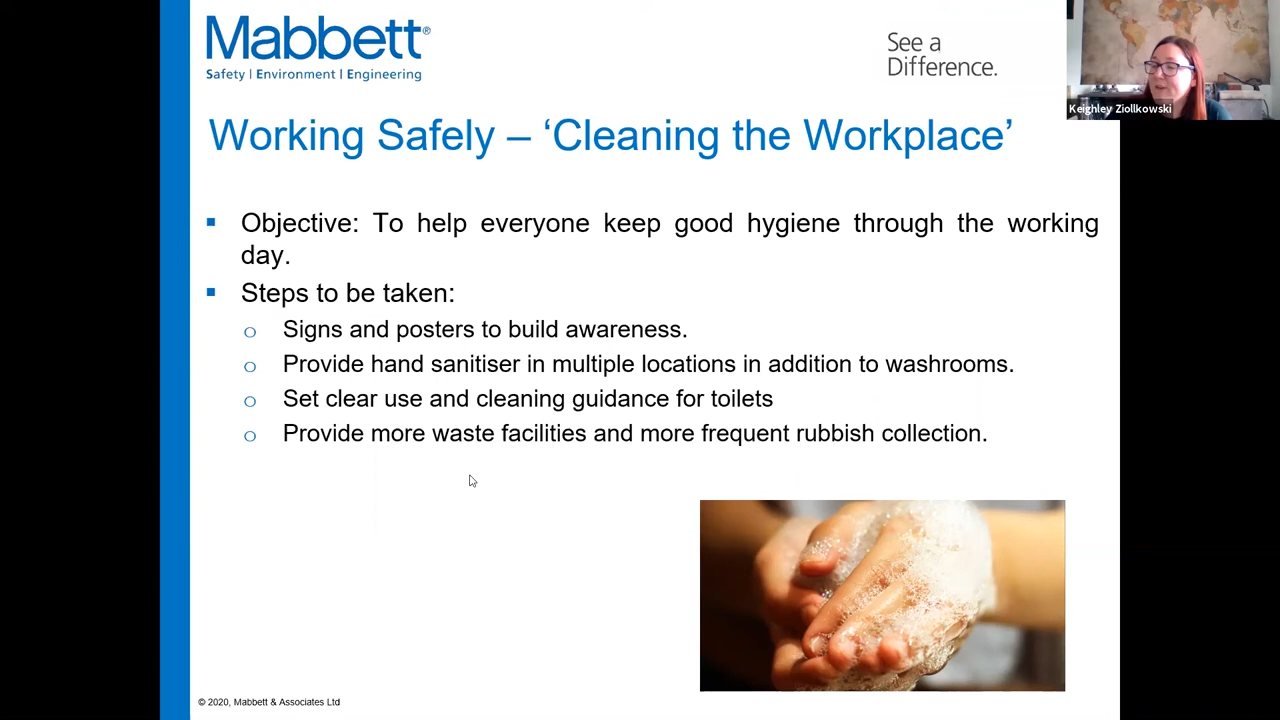 Mabbett®
Safety | Environment | Engineering
See a
Difference.
Keighley Ziollkowski
Working Safely – ‘Cleaning the Workplace’
▪ Objective: To help everyone keep good hygiene through the working
day.
▪ Steps to be taken:
o Signs and posters to build awareness.
o Provide hand sanitiser in multiple locations in addition to washrooms.
o Set clear use and cleaning guidance for toilets
o Provide more waste facilities and more frequent rubbish collection.
© 2020, Mabbett & Associates Ltd